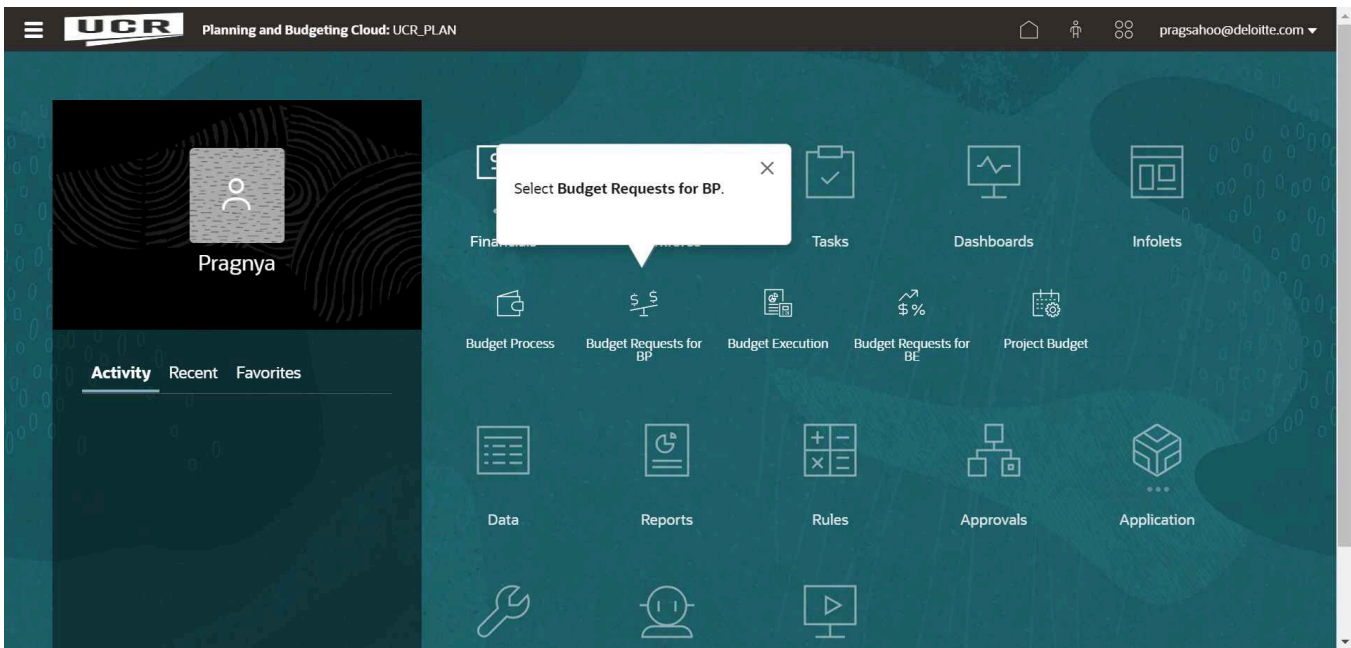 UCR Planning and Budgeting Cloud: UCR_PLAN pragsahoo@deloitte.com
Select Budget Requests for BP.
Financials Tasks Dashboards Infolets
Pragnya
Budget Process Budget Requests for BP Budget Execution Budget Requests for BE Project Budget
Activity Recent Favorites
Data Reports Rules Approvals Application